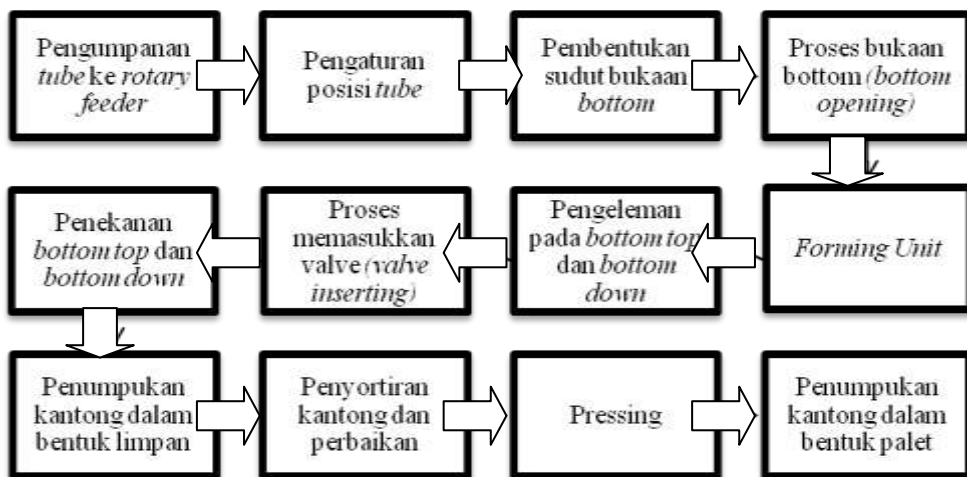 Pengumpanan
tube ke rotary
feeder
Pengaturan
posisi tube
Pembentukan
sudut bukaan
bottom
Proses bukaan
bottom (bottom
opening)
Forming Unit
Pengeleman
pada bottom top
dan bottom
down
Proses
memasukkan
valve (valve
inserting)
Penekanan
bottom top dan
bottom down
Penumpukan
kantong dalam
bentuk limpan
Penyortiran
kantong dan
perbaikan
Pressing
Penumpukan
kantong dalam
bentuk palet